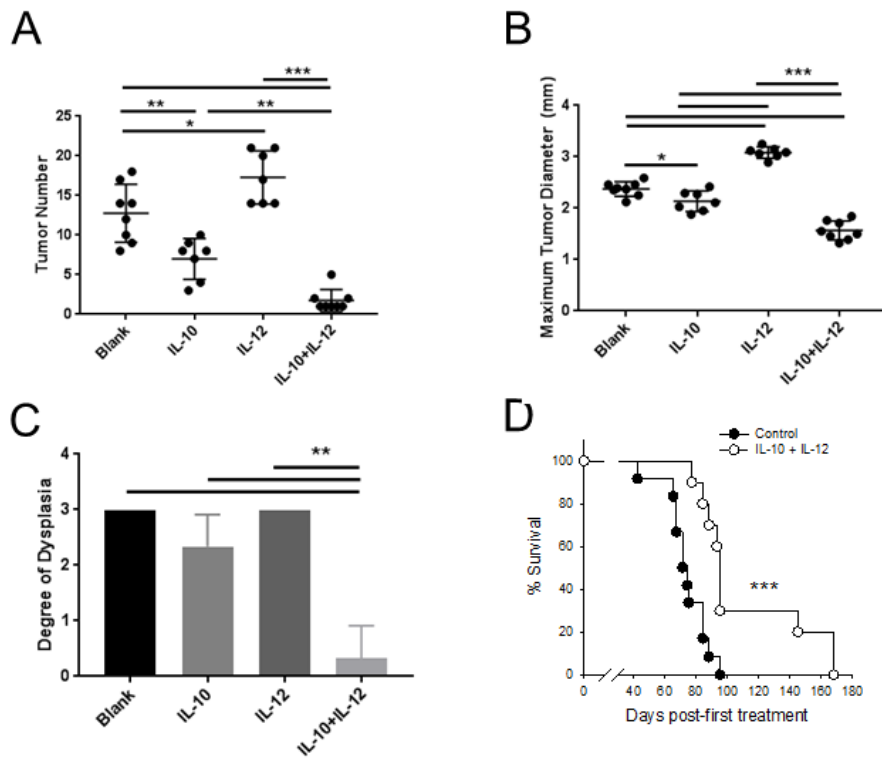 A
***
**
**
*
25
20
15
10
5
0
Tumor Number
Blank
IL-10
IL-12
IL-10+IL-12
B
***
*
4
3
2
1
0
Maximum Tumor Diameter (mm)
Blank
IL-10
IL-12
IL-10+IL-12
C
**
4
3
2
1
0
Degree of Dysplasia
Blank
IL-10
IL-12
IL-10+IL-12
D
Control
IL-10 + IL-12
100
80
60
40
20
0
% Survival
***
0 40 60 80 100 120 140 160 180
Days post-first treatment